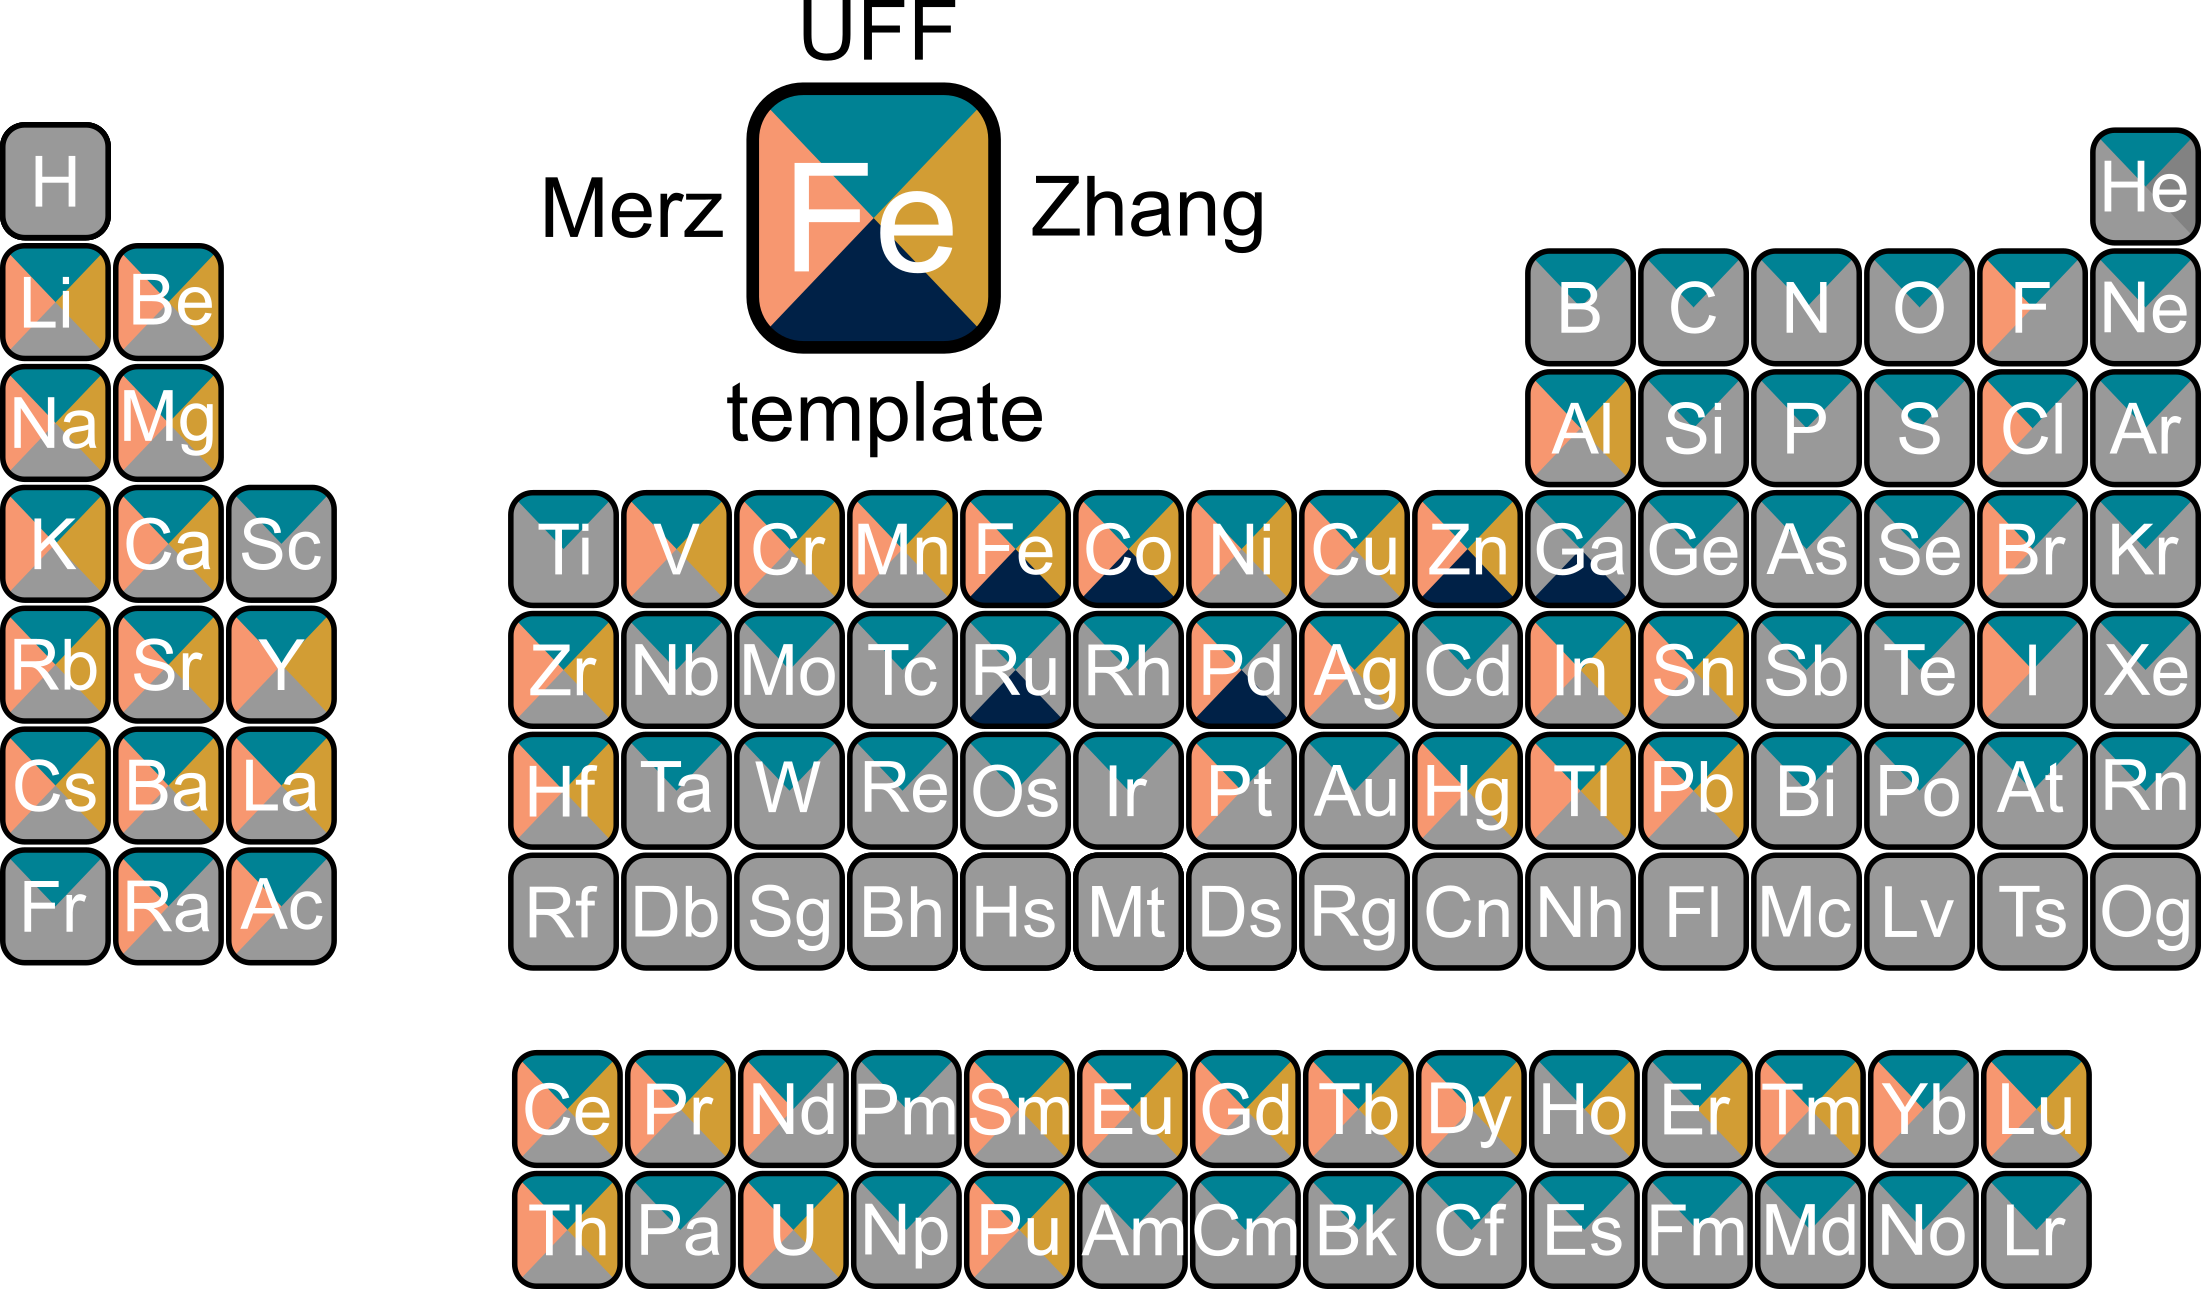 UFF
Merz Fe Zhang
template
H He
Li Be B C N O F Ne
Na Mg Al Si P S Cl Ar
K Ca Sc Ti V Cr Mn Fe Co Ni Cu Zn Ga Ge As Se Br Kr
Rb Sr Y Zr Nb Mo Tc Ru Rh Pd Ag Cd In Sn Sb Te I Xe
Cs Ba La Hf Ta W Re Os Ir Pt Au Hg Tl Pb Bi Po At Rn
Fr Ra Ac Rf Db Sg Bh Hs Mt Ds Rg Cn Nh Fl Mc Lv Ts Og
Ce Pr Nd Pm Sm Eu Gd Tb Dy Ho Er Tm Yb Lu
Th Pa U Np Pu Am Cm Bk Cf Es Fm Md No Lr